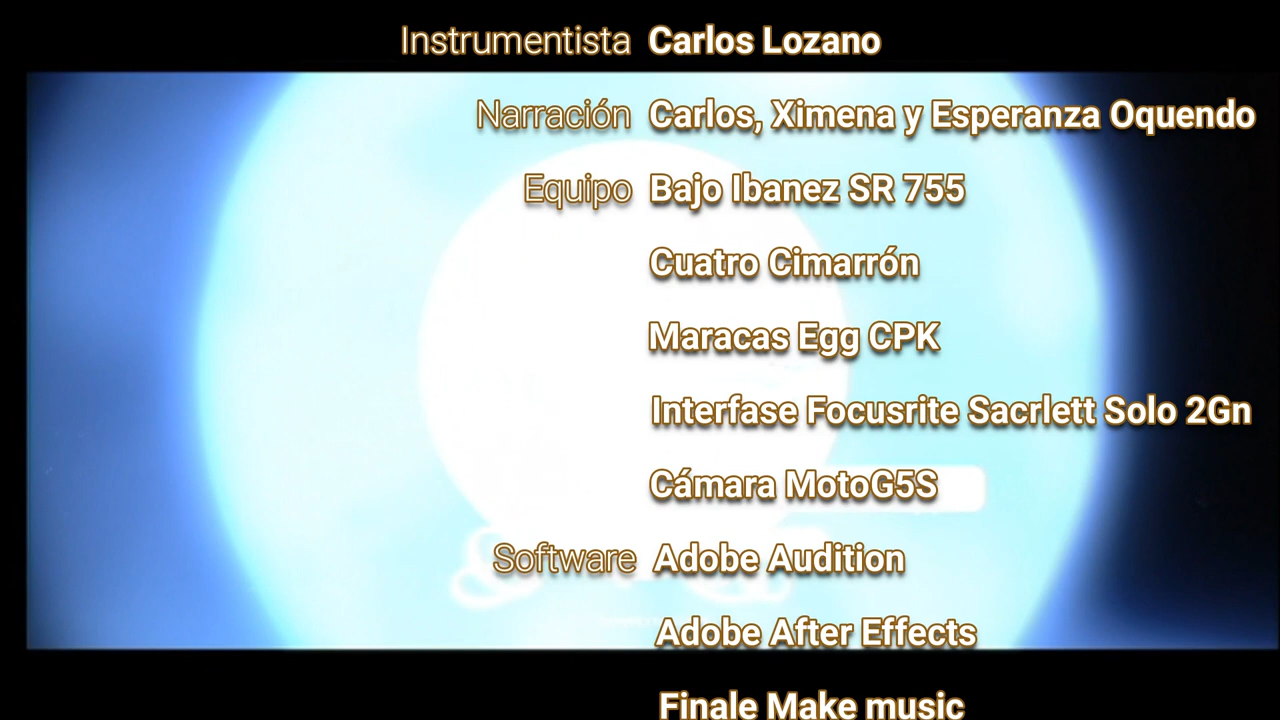 Instrumentista Carlos Lozano
Narración Carlos, Ximena y Esperanza Oquendo
Equipo Bajo Ibanez SR 755
Cuatro Cimarrón
Maracas Egg CPK
Interfase Focusrite Sacrlett Solo 2Gn
Cámara MotoG5S
Software Adobe Audition
Adobe After Effects
Finale Make music